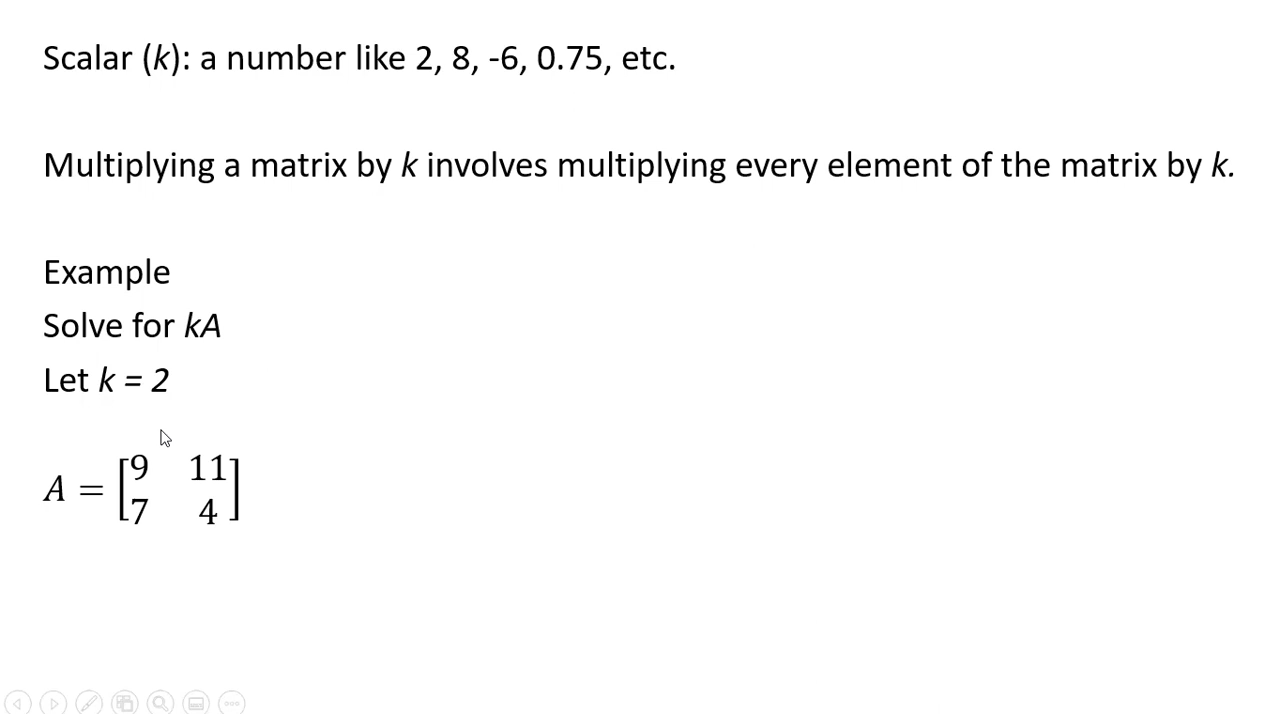 Scalar (k): a number like 2, 8, -6, 0.75, etc.
Multiplying a matrix by k involves multiplying every element of the matrix by k.
Example
Solve for kA
Let k = 2
A = [9 11
7 4]